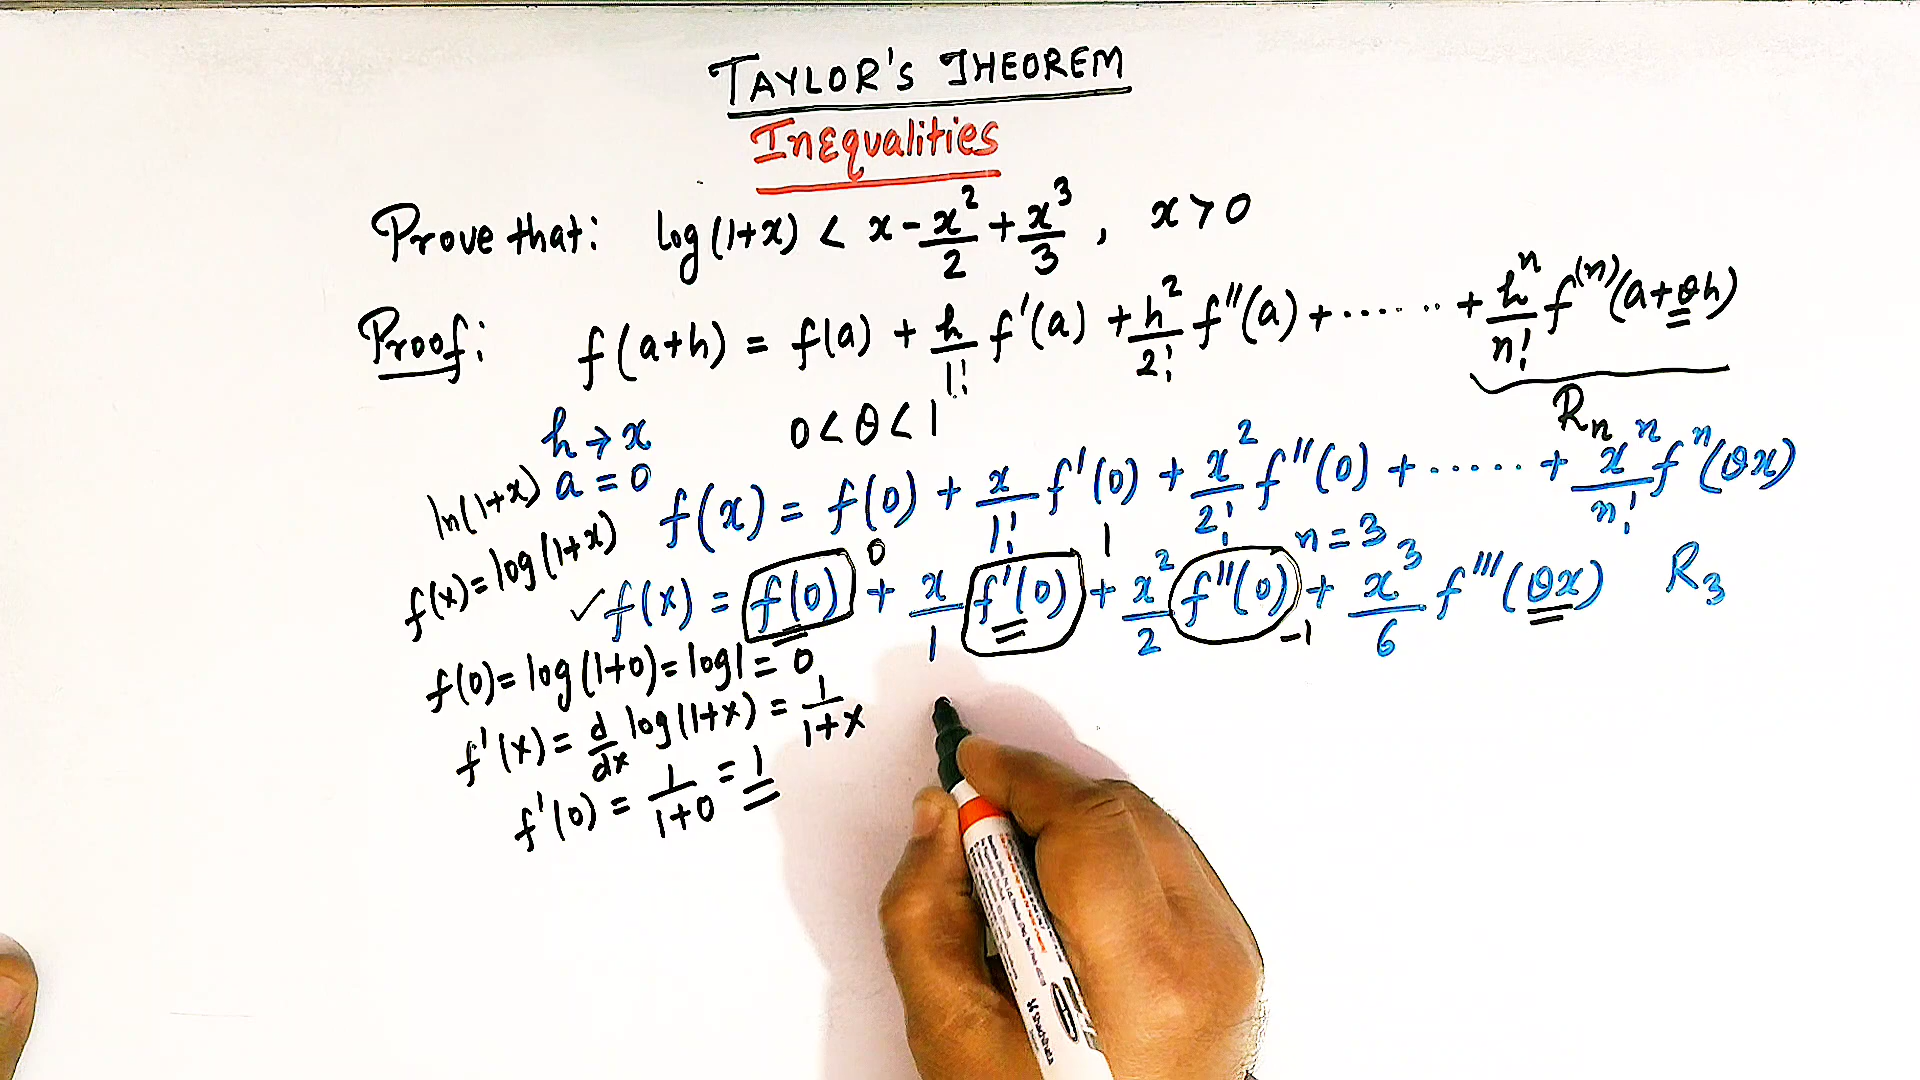 TAYLOR'S THEOREM
Inequalities
Prove that: log(1+x) < x - x²/2 + x³/3 , x > 0
Proof: f(a+h) = f(a) + h/1! f'(a) + h²/2! f''(a) + ······ + hⁿ/n! f⁽ⁿ⁾(a+θh)
Rₙ
h → x 0 < θ < 1
a = 0
ln(1+x)
f(x) = f(0) + x/1! f'(0) + x²/2! f''(0) + ······ + xⁿ/n! fⁿ(θx)
f(x) = log(1+x)
0 1 n = 3
✓ f(x) = f(0) + x/1 f'(0) + x²/2 f''(0) + x³/6 f'''(θx) R₃
-1
f(0) = log(1+0) = log1 = 0
f'(x) = d/dx log(1+x) = 1/1+x
f'(0) = 1/1+0 = 1